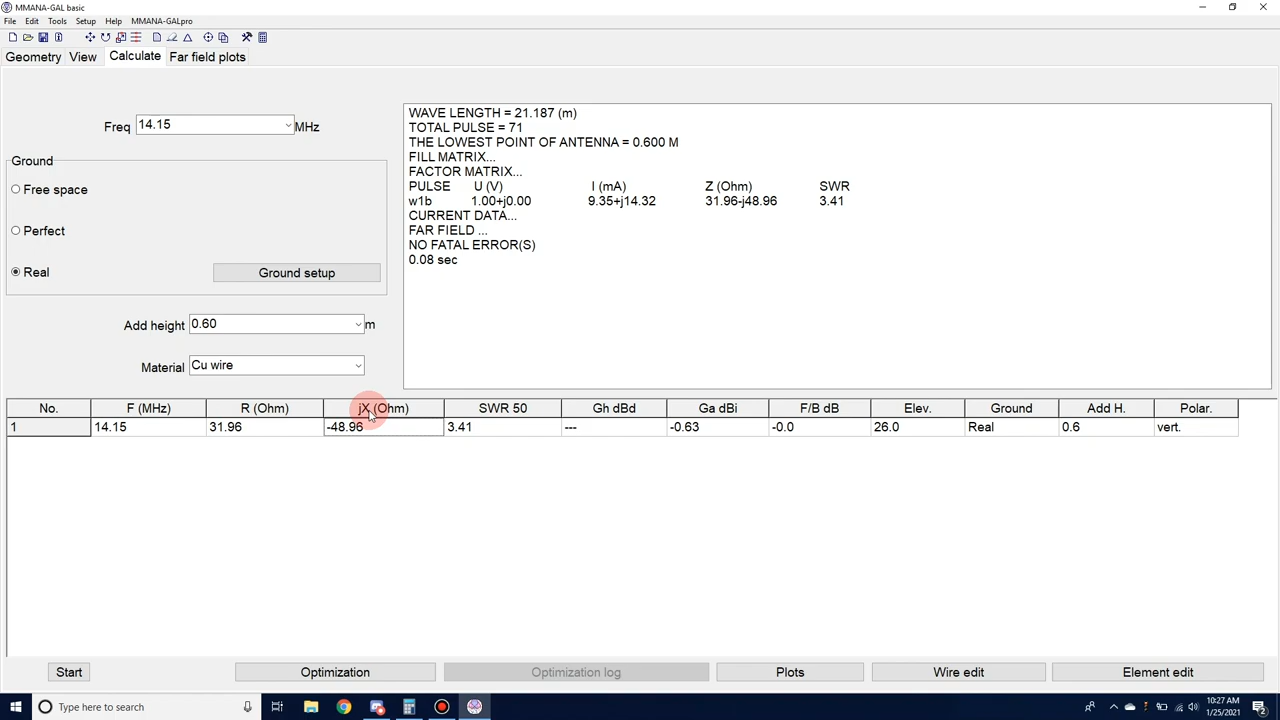 MMANA-GAL basic
File Edit Tools Setup Help MMANA-GALpro
Geometry View Calculate Far field plots
Freq 14.15 MHz
Ground
Free space
Perfect
Real Ground setup
Add height 0.60 m
Material Cu wire
WAVE LENGTH = 21.187 (m)
TOTAL PULSE = 71
THE LOWEST POINT OF ANTENNA = 0.600 M
FILL MATRIX...
FACTOR MATRIX...
PULSE U (V) I (mA) Z (Ohm) SWR
w1b 1.00+j0.00 9.35+j14.32 31.96-j48.96 3.41
CURRENT DATA...
FAR FIELD ...
NO FATAL ERROR(S)
0.08 sec
No. F (MHz) R (Ohm) jX (Ohm) SWR 50 Gh dBd Ga dBi F/B dB Elev. Ground Add H. Polar.
1 14.15 31.96 -48.96 3.41 --- -0.63 -0.0 26.0 Real 0.6 vert.
Start Optimization Optimization log Plots Wire edit Element edit
Type here to search
10:27 AM
1/25/2021
2